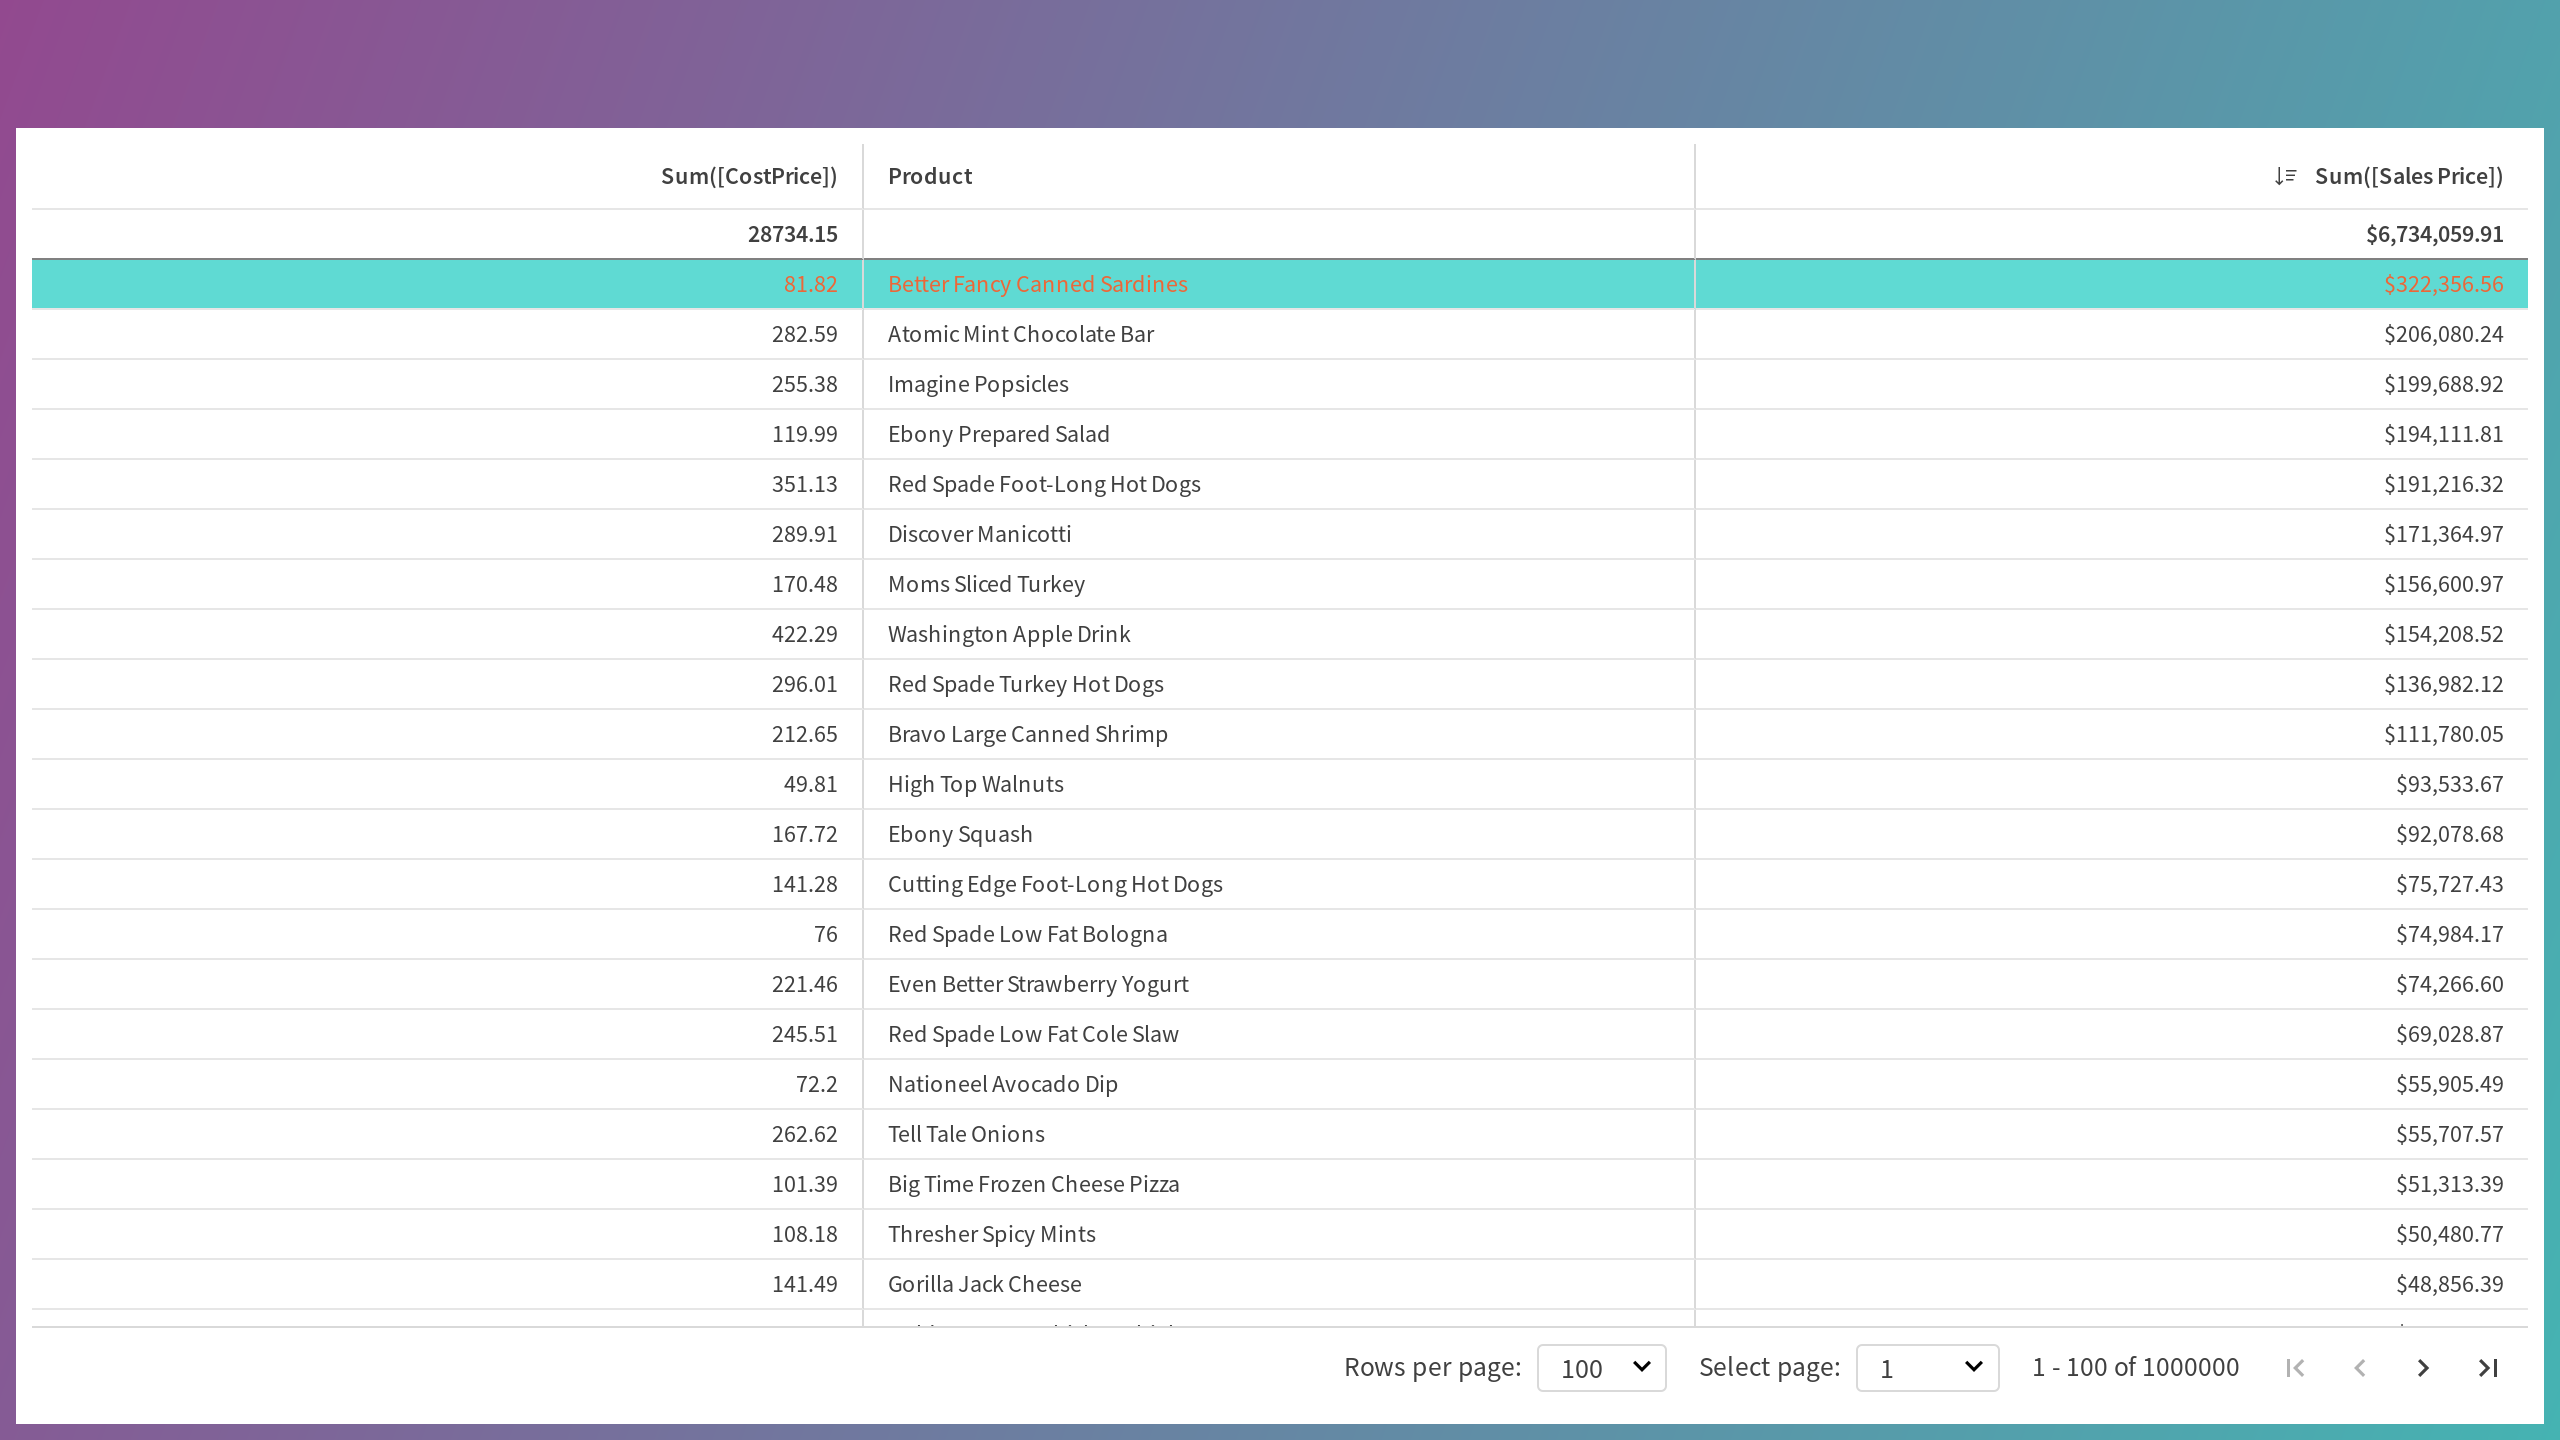 Sum([CostPrice]) Product Sum([Sales Price])
28734.15 $6,734,059.91
81.82 Better Fancy Canned Sardines $322,356.56
282.59 Atomic Mint Chocolate Bar $206,080.24
255.38 Imagine Popsicles $199,688.92
119.99 Ebony Prepared Salad $194,111.81
351.13 Red Spade Foot-Long Hot Dogs $191,216.32
289.91 Discover Manicotti $171,364.97
170.48 Moms Sliced Turkey $156,600.97
422.29 Washington Apple Drink $154,208.52
296.01 Red Spade Turkey Hot Dogs $136,982.12
212.65 Bravo Large Canned Shrimp $111,780.05
49.81 High Top Walnuts $93,533.67
167.72 Ebony Squash $92,078.68
141.28 Cutting Edge Foot-Long Hot Dogs $75,727.43
76 Red Spade Low Fat Bologna $74,984.17
221.46 Even Better Strawberry Yogurt $74,266.60
245.51 Red Spade Low Fat Cole Slaw $69,028.87
72.2 Nationeel Avocado Dip $55,905.49
262.62 Tell Tale Onions $55,707.57
101.39 Big Time Frozen Cheese Pizza $51,313.39
108.18 Thresher Spicy Mints $50,480.77
141.49 Gorilla Jack Cheese $48,856.39
Rows per page: 100 Select page: 1 1 - 100 of 1000000